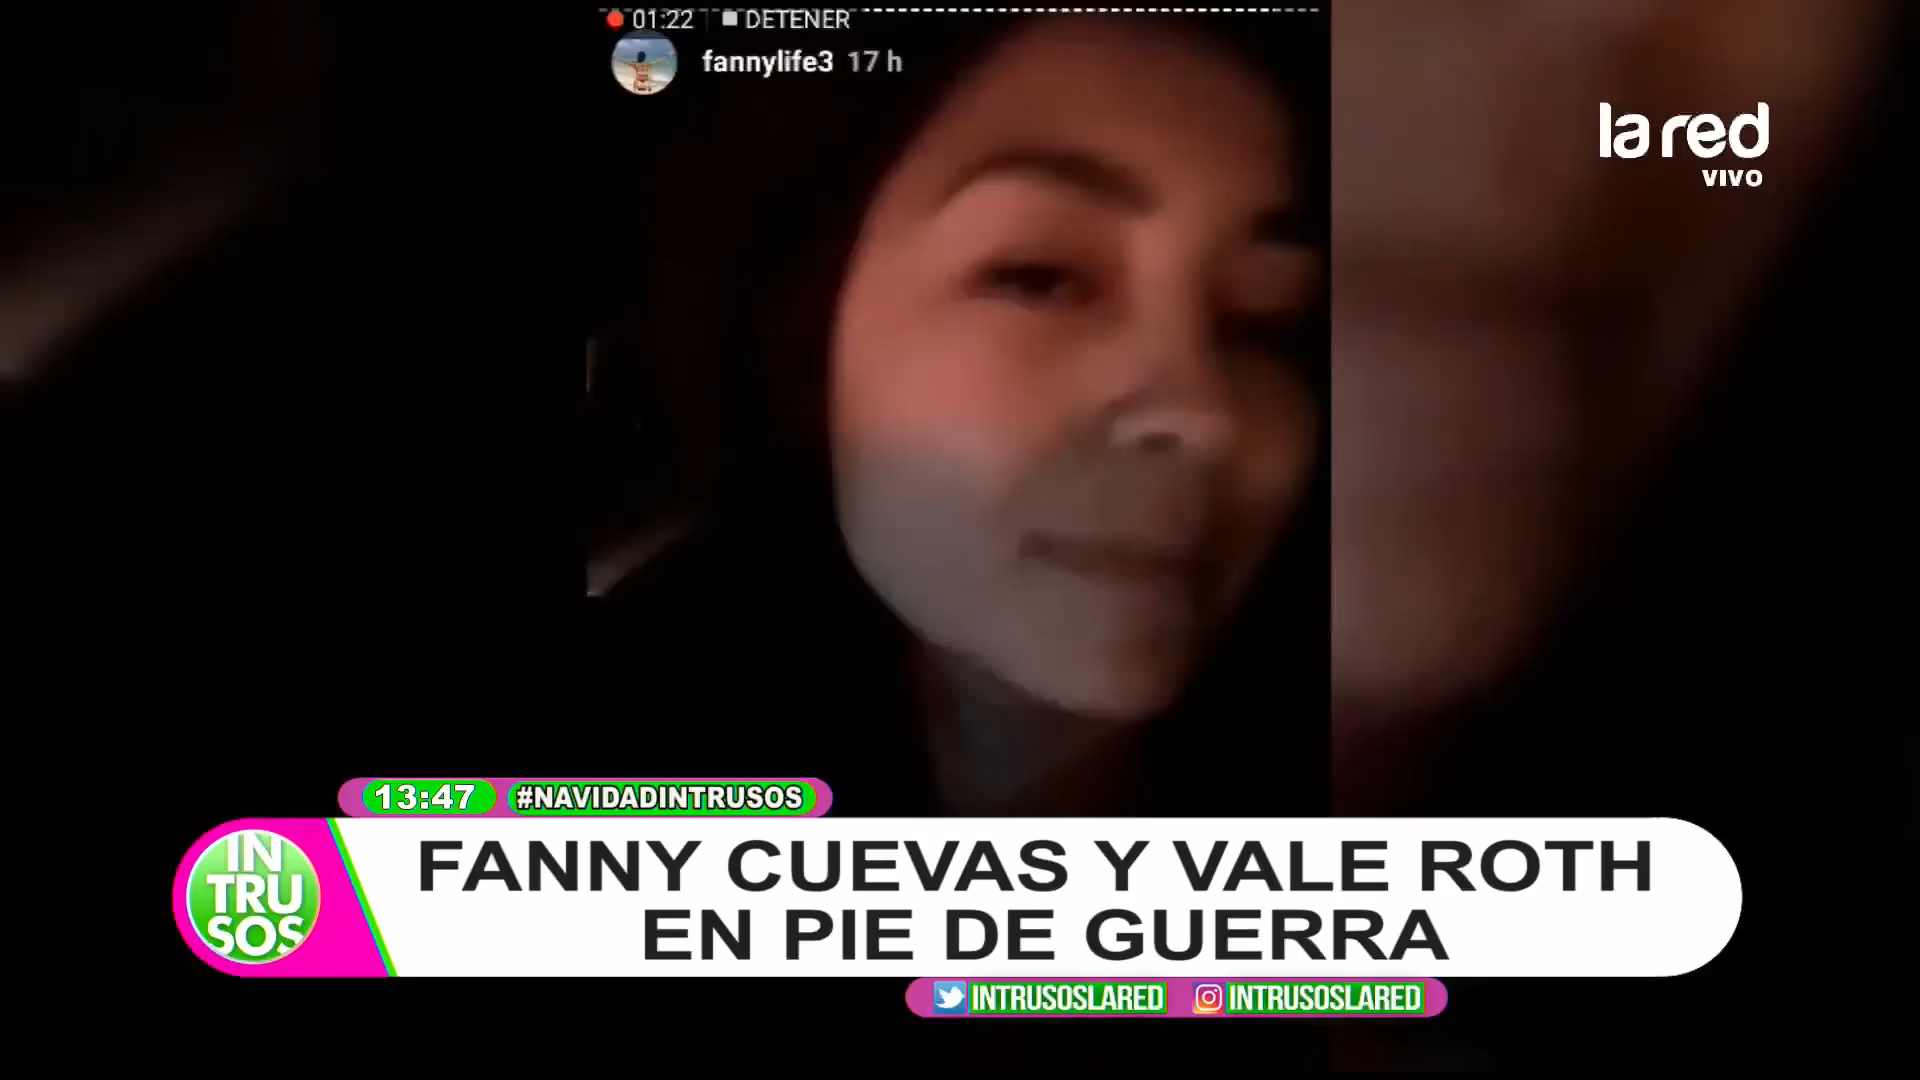 01:22 DETENER
fannylife3 17 h
la red
VIVO
13:47 #NAVIDADINTRUSOS
IN
TRU
SOS
FANNY CUEVAS Y VALE ROTH
EN PIE DE GUERRA
INTRUSOSLARED INTRUSOSLARED